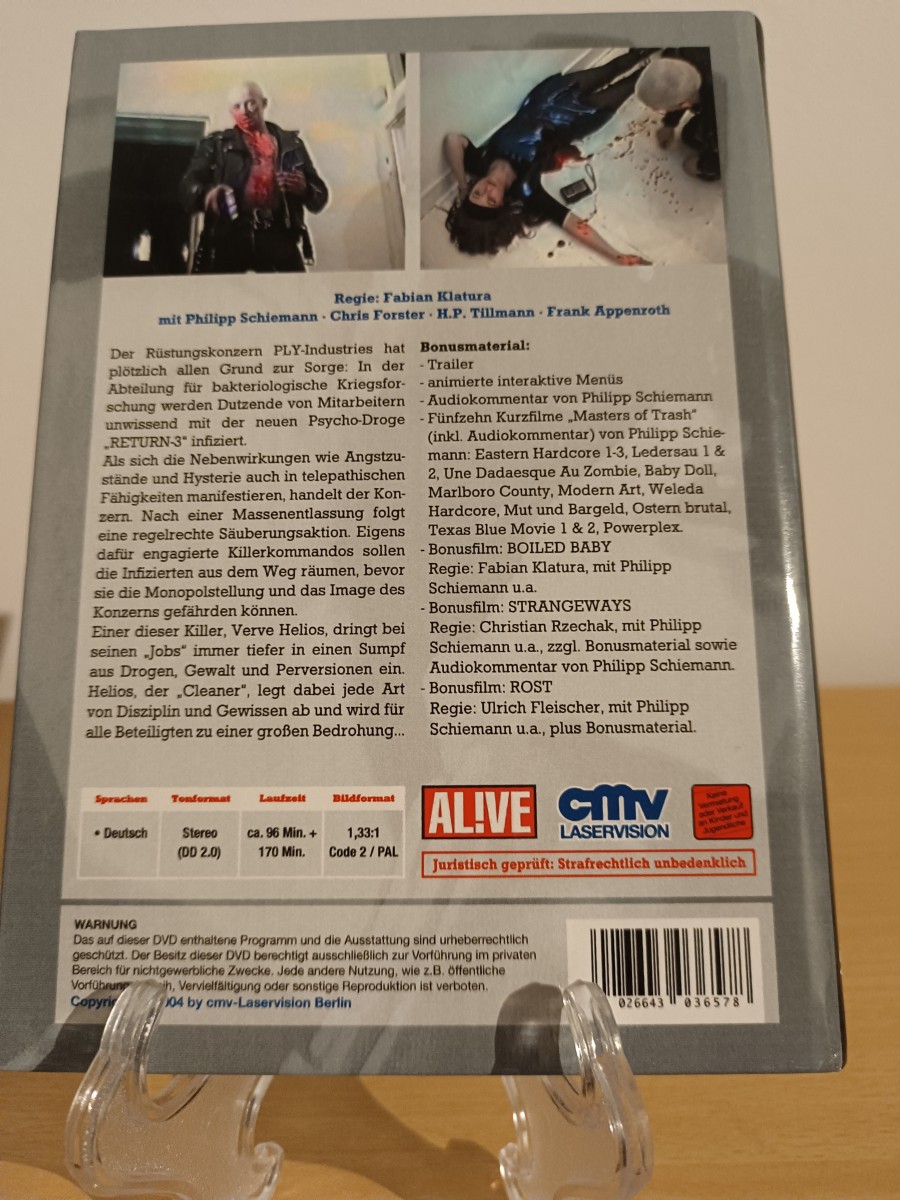 Regie: Fabian Klatura
mit Philipp Schiemann · Chris Forster · H.P. Tillmann · Frank Appenroth
Der Rüstungskonzern PLY-Industries hat
plötzlich allen Grund zur Sorge: In der
Abteilung für bakteriologische Kriegsfor-
schung werden Dutzende von Mitarbeitern
unwissend mit der neuen Psycho-Droge
„RETURN-3“ infiziert.
Als sich die Nebenwirkungen wie Angstzu-
stände und Hysterie auch in telepathischen
Fähigkeiten manifestieren, handelt der Kon-
zern. Nach einer Massenentlassung folgt
eine regelrechte Säuberungsaktion. Eigens
dafür engagierte Killerkommandos sollen
die Infizierten aus dem Weg räumen, bevor
sie die Monopolstellung und das Image des
Konzerns gefährden können.
Einer dieser Killer, Verve Helios, dringt bei
seinen „Jobs“ immer tiefer in einen Sumpf
aus Drogen, Gewalt und Perversionen ein.
Helios, der „Cleaner“, legt dabei jede Art
von Disziplin und Gewissen ab und wird für
alle Beteiligten zu einer großen Bedrohung...
Bonusmaterial:
- Trailer
- animierte interaktive Menüs
- Audiokommentar von Philipp Schiemann
- Fünfzehn Kurzfilme „Masters of Trash“
(inkl. Audiokommentar) von Philipp Schie-
mann: Eastern Hardcore 1-3, Ledersau 1 &
2, Une Dadaesque Au Zombie, Baby Doll,
Marlboro County, Modern Art, Weleda
Hardcore, Mut und Bargeld, Ostern brutal,
Texas Blue Movie 1 & 2, Powerplex.
- Bonusfilm: BOILED BABY
Regie: Fabian Klatura, mit Philipp
Schiemann u.a.
- Bonusfilm: STRANGEWAYS
Regie: Christian Rzechak, mit Philipp
Schiemann u.a., zzgl. Bonusmaterial sowie
Audiokommentar von Philipp Schiemann.
- Bonusfilm: ROST
Regie: Ulrich Fleischer, mit Philipp
Schiemann u.a., plus Bonusmaterial.
Sprachen Tonformat Laufzeit Bildformat
• Deutsch Stereo ca. 96 Min. + 1,33:1
(DD 2.0) 170 Min. Code 2 / PAL
AL!VE
cmv
LASERVISION
Keine
Vermietung
oder Verkauf
an Kinder und
Jugendliche
Juristisch geprüft: Strafrechtlich unbedenklich
WARNUNG
Das auf dieser DVD enthaltene Programm und die Ausstattung sind urheberrechtlich
geschützt. Der Besitz dieser DVD berechtigt ausschließlich zur Vorführung im privaten
Bereich für nichtgewerbliche Zwecke. Jede andere Nutzung, wie z.B. öffentliche
Vervielfältigung oder sonstige Reproduktion ist verboten.
04 by cmv-Laservision Berlin
026643 036578